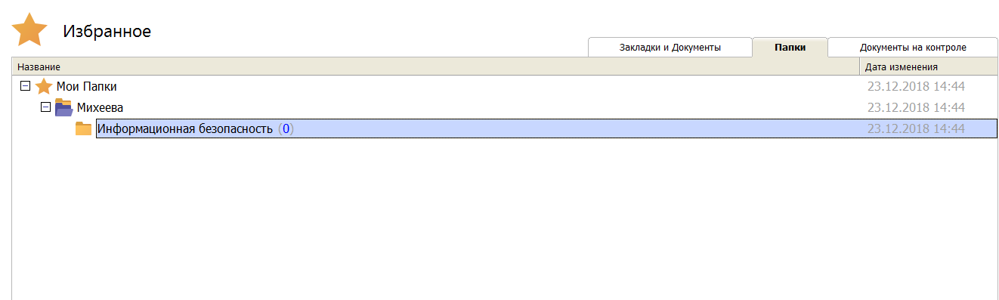 Избранное
Закладки и Документы Папки Документы на контроле
Название Дата изменения
Мои Папки 23.12.2018 14:44
Михеева 23.12.2018 14:44
Информационная безопасность (0) 23.12.2018 14:44